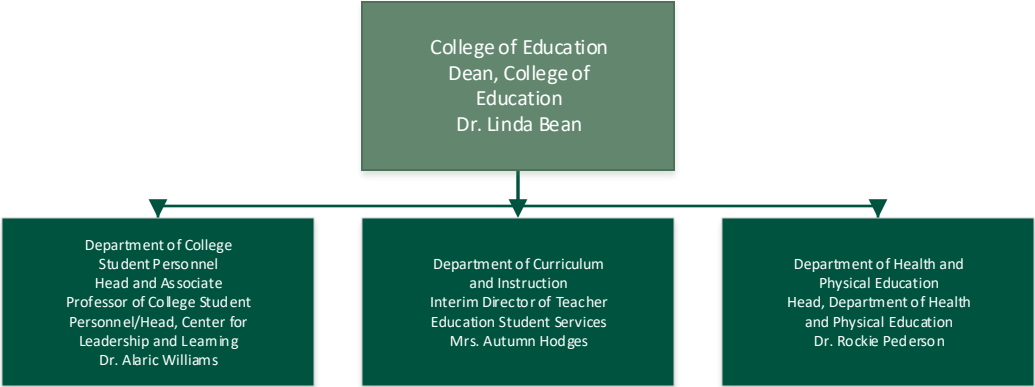 College of Education
Dean, College of
Education
Dr. Linda Bean
Department of College
Student Personnel
Head and Associate
Professor of College Student
Personnel/Head, Center for
Leadership and Learning
Dr. Alaric Williams
Department of Curriculum
and Instruction
Interim Director of Teacher
Education Student Services
Mrs. Autumn Hodges
Department of Health and
Physical Education
Head, Department of Health
and Physical Education
Dr. Rockie Pederson